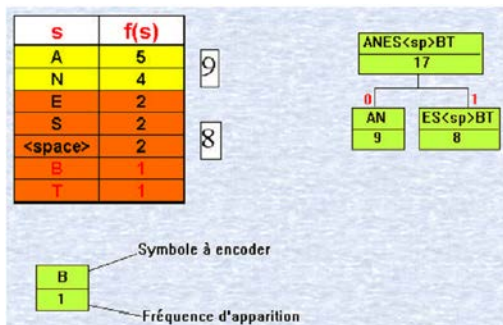 s f(s)
A 5
N 4
E 2
S 2
<space> 2
B 1
T 1
9
8
ANES<sp>BT
17
0 1
AN ES<sp>BT
9 8
Symbole à encoder
B
1
Fréquence d'apparition